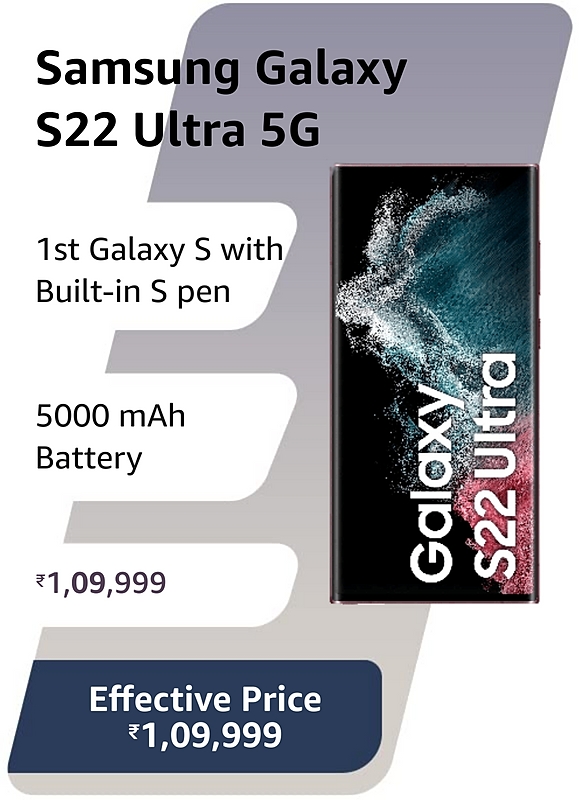 Samsung Galaxy
S22 Ultra 5G
1st Galaxy S with
Built-in S pen
5000 mAh
Battery
₹1,09,999
Effective Price
₹1,09,999
Galaxy
S22 Ultra